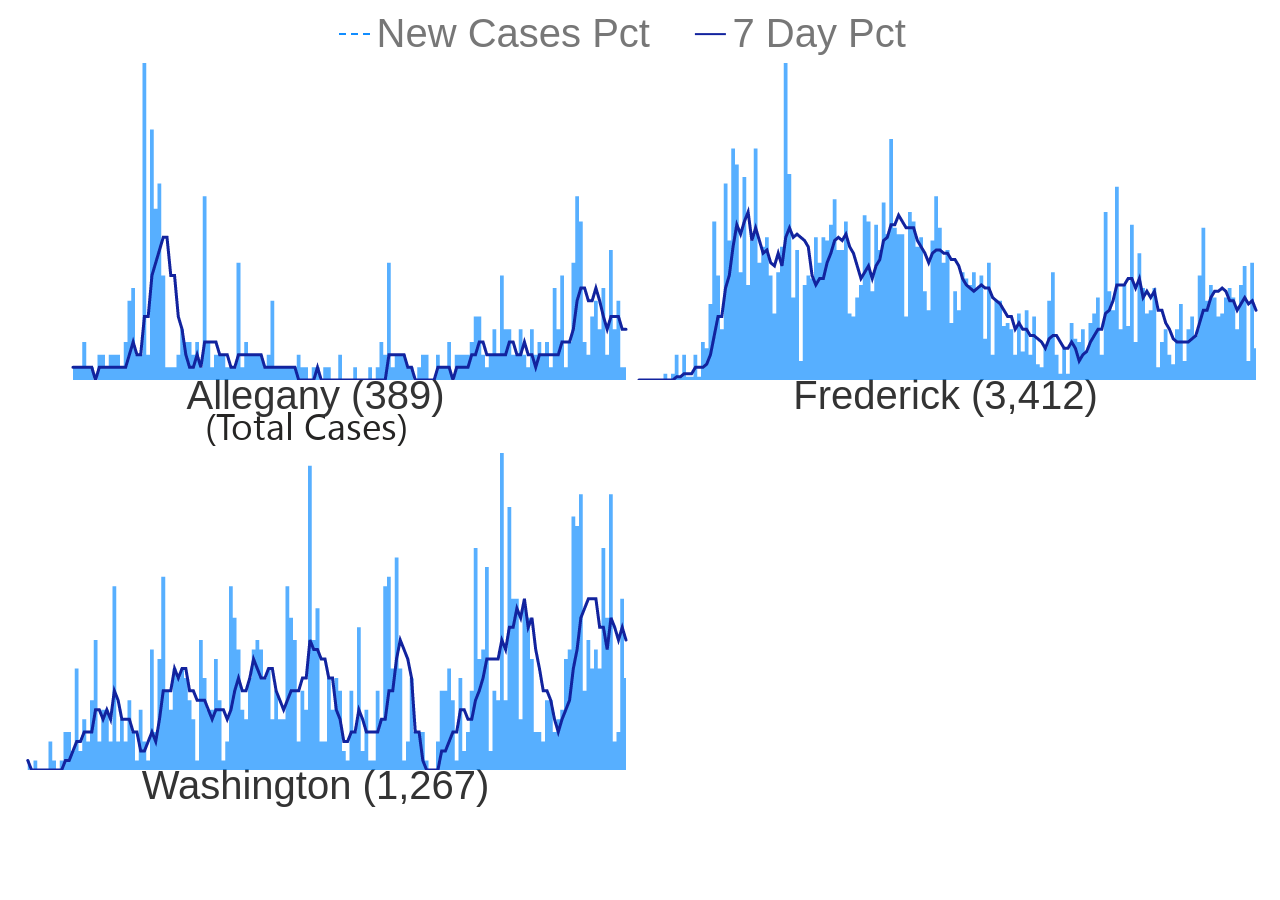 New Cases Pct 7 Day Pct
Allegany (389) Frederick (3,412)
(Total Cases)
Washington (1,267)